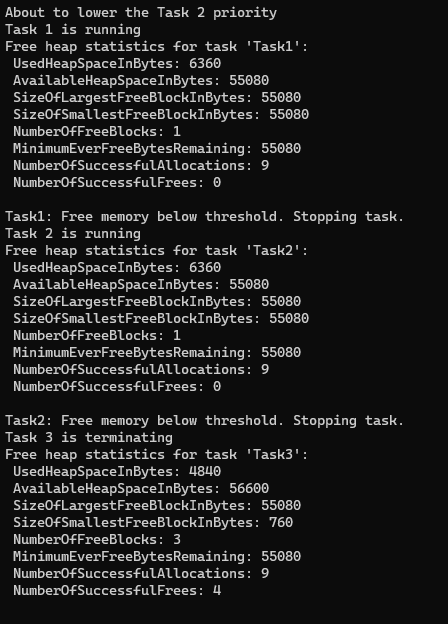 About to lower the Task 2 priority
Task 1 is running
Free heap statistics for task 'Task1':
 UsedHeapSpaceInBytes: 6360
 AvailableHeapSpaceInBytes: 55080
 SizeOfLargestFreeBlockInBytes: 55080
 SizeOfSmallestFreeBlockInBytes: 55080
 NumberOfFreeBlocks: 1
 MinimumEverFreeBytesRemaining: 55080
 NumberOfSuccessfulAllocations: 9
 NumberOfSuccessfulFrees: 0

Task1: Free memory below threshold. Stopping task.
Task 2 is running
Free heap statistics for task 'Task2':
 UsedHeapSpaceInBytes: 6360
 AvailableHeapSpaceInBytes: 55080
 SizeOfLargestFreeBlockInBytes: 55080
 SizeOfSmallestFreeBlockInBytes: 55080
 NumberOfFreeBlocks: 1
 MinimumEverFreeBytesRemaining: 55080
 NumberOfSuccessfulAllocations: 9
 NumberOfSuccessfulFrees: 0

Task2: Free memory below threshold. Stopping task.
Task 3 is terminating
Free heap statistics for task 'Task3':
 UsedHeapSpaceInBytes: 4840
 AvailableHeapSpaceInBytes: 56600
 SizeOfLargestFreeBlockInBytes: 55080
 SizeOfSmallestFreeBlockInBytes: 760
 NumberOfFreeBlocks: 3
 MinimumEverFreeBytesRemaining: 55080
 NumberOfSuccessfulAllocations: 9
 NumberOfSuccessfulFrees: 4